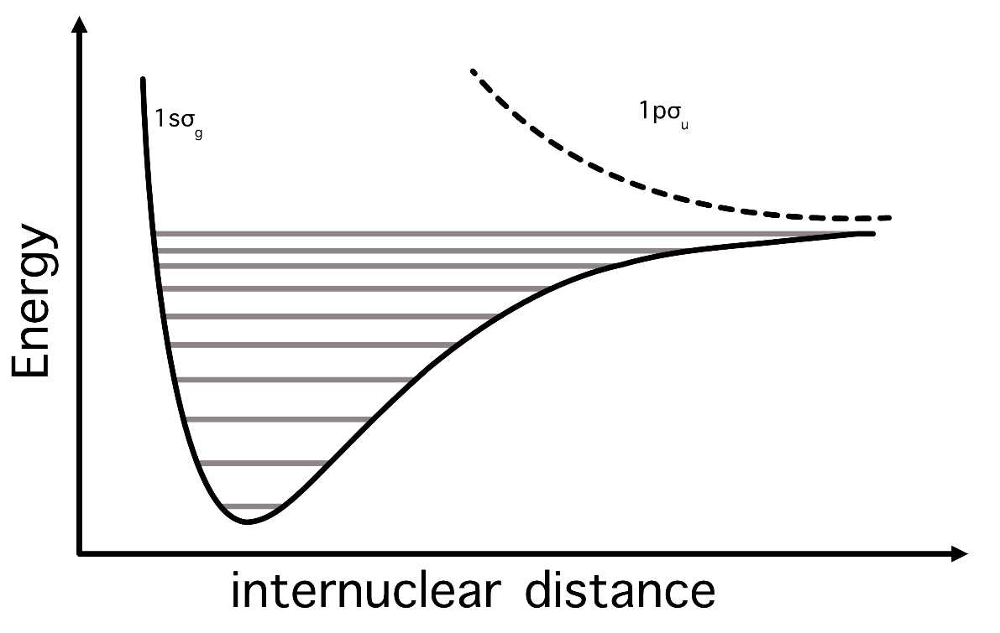 1sσg
1pσu
Energy
internuclear distance